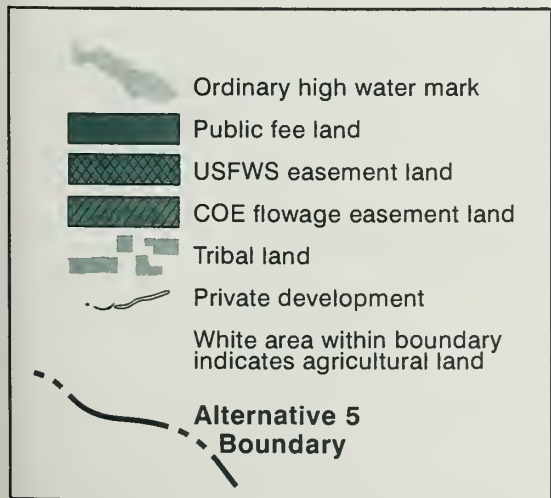 Ordinary high water mark
Public fee land
USFWS easement land
COE flowage easement land
Tribal land
Private development
White area within boundary
indicates agricultural land
Alternative 5
Boundary